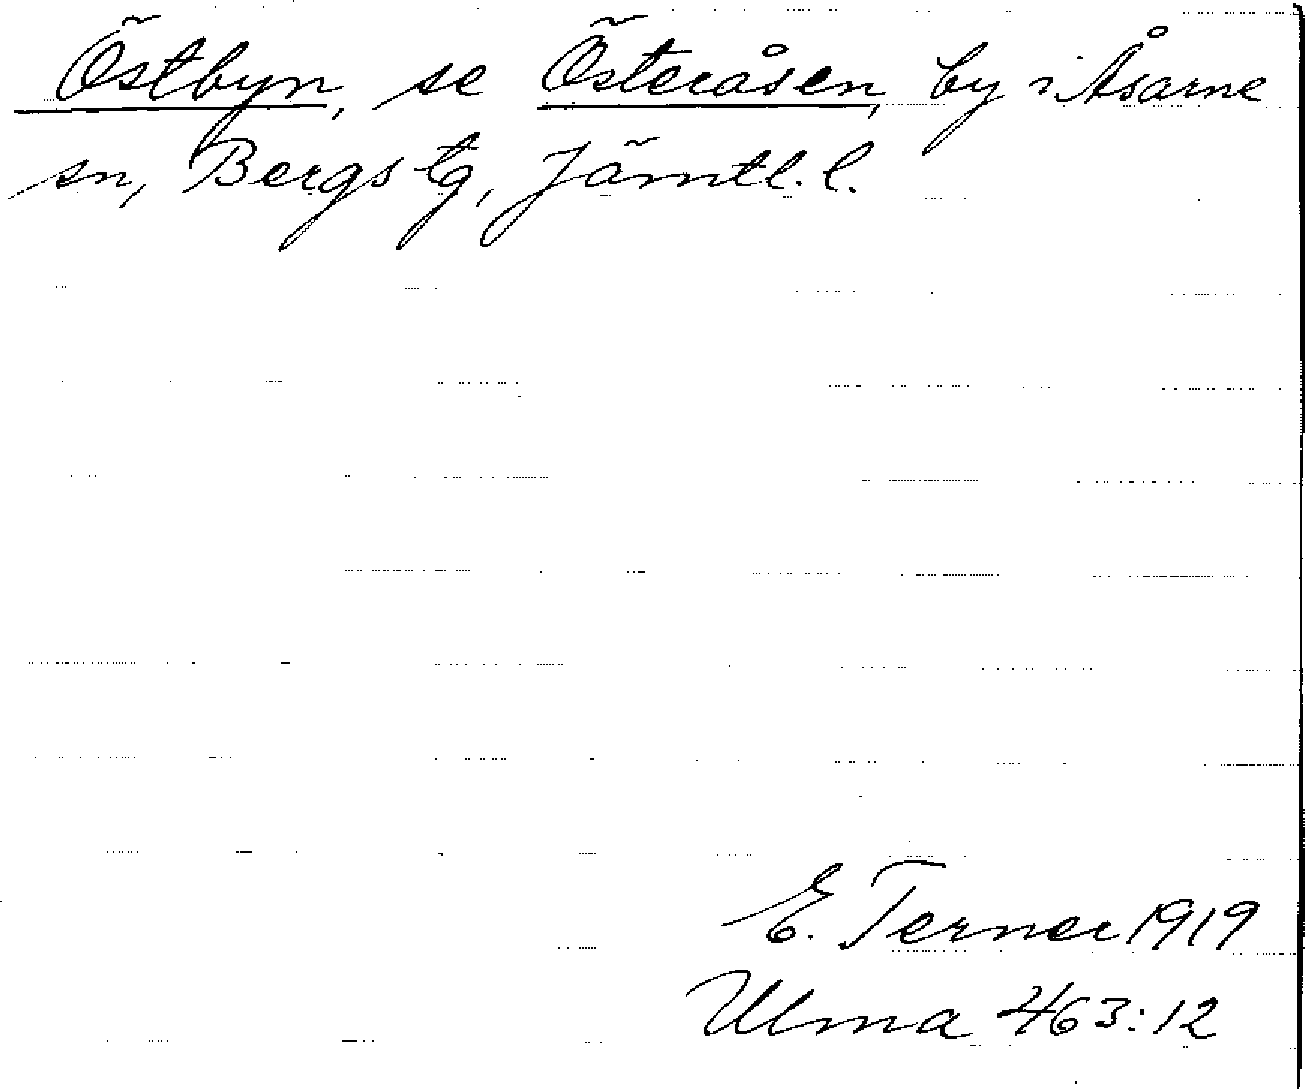 Östbyn, se Österåsen, by i Åsarne
sn, Bergs tg, Jämtl. l.
E. Terner 1919
Ulma 463:12